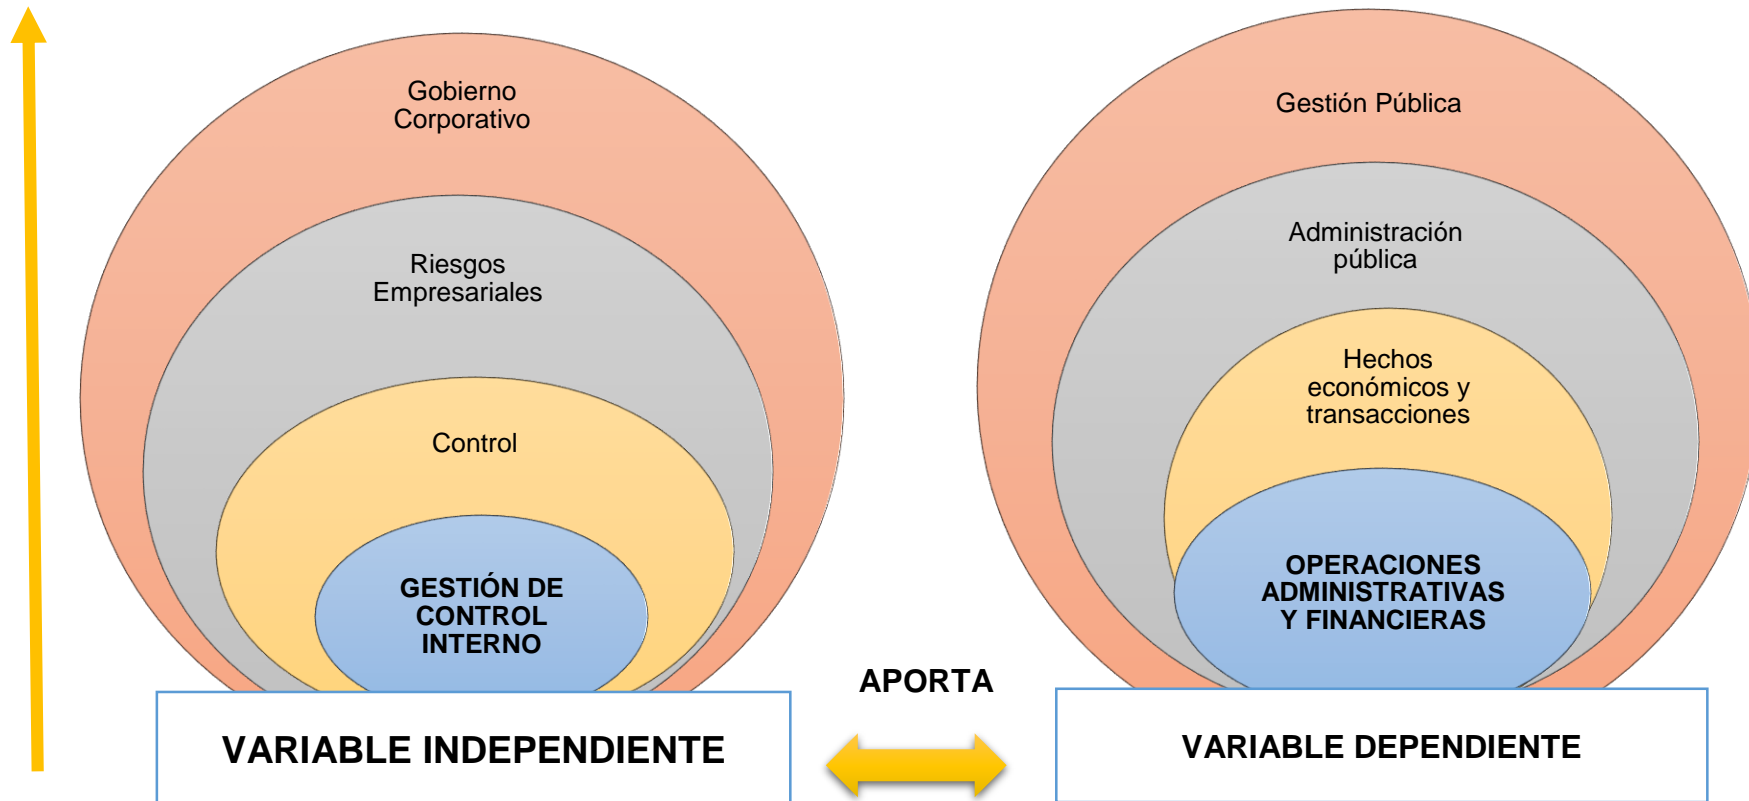 Gobierno
Corporativo
Riesgos
Empresariales
Control
GESTIÓN DE
CONTROL
INTERNO
VARIABLE INDEPENDIENTE
APORTA
Gestión Pública
Administración
pública
Hechos
económicos y
transacciones
OPERACIONES
ADMINISTRATIVAS
Y FINANCIERAS
VARIABLE DEPENDIENTE